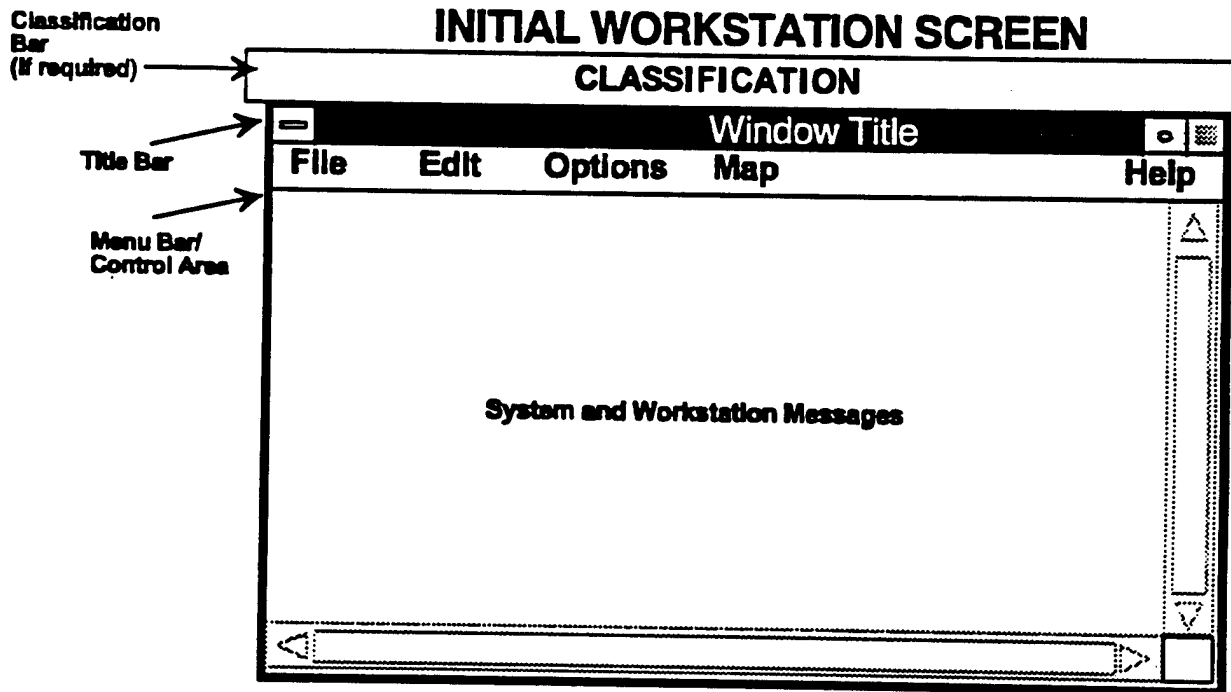 INITIAL WORKSTATION SCREEN
Classification
Bar
(If required)
CLASSIFICATION
Title Bar
Window Title
File Edit Options Map Help
Menu Bar/
Control Area
System and Workstation Messages